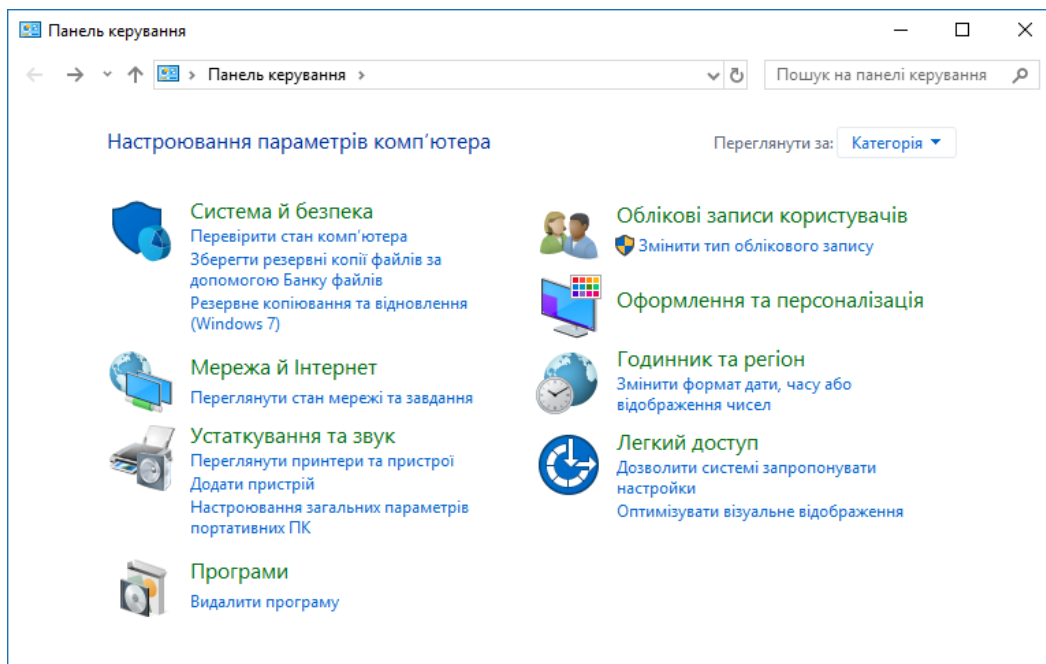 Панель керування
Панель керування
Пошук на панелі керування
Настроювання параметрів комп’ютера
Переглянути за: Категорія
Система й безпека
Перевірити стан комп’ютера
Зберегти резервні копії файлів за
допомогою Банку файлів
Резервне копіювання та відновлення
(Windows 7)
Мережа й Інтернет
Переглянути стан мережі та завдання
Устаткування та звук
Переглянути принтери та пристрої
Додати пристрій
Настроювання загальних параметрів
портативних ПК
Програми
Видалити програму
Облікові записи користувачів
Змінити тип облікового запису
Оформлення та персоналізація
Годинник та регіон
Змінити формат дати, часу або
відображення чисел
Легкий доступ
Дозволити системі запропонувати
настройки
Оптимізувати візуальне відображення